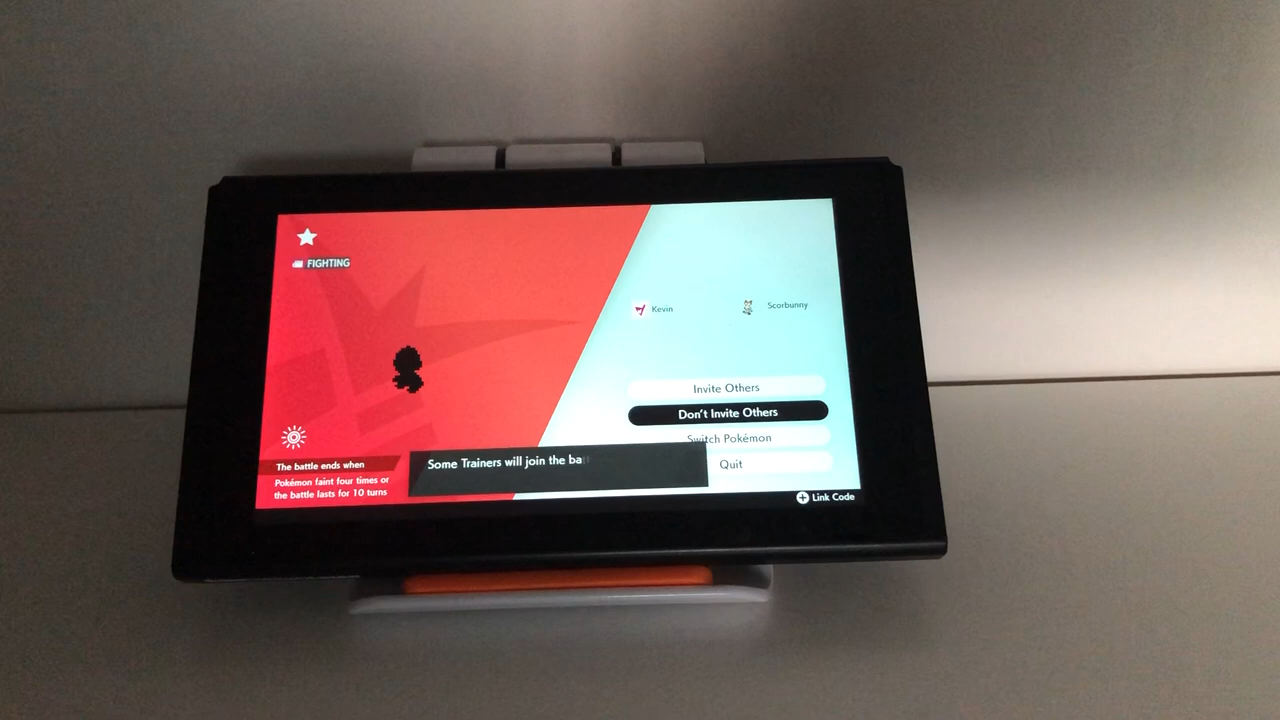 FIGHTING
Kevin
Scorbunny
Invite Others
Don't Invite Others
Switch Pokémon
Quit
The battle ends when
Pokémon faint four times or
the battle lasts for 10 turns
Some Trainers will join the bat
Link Code